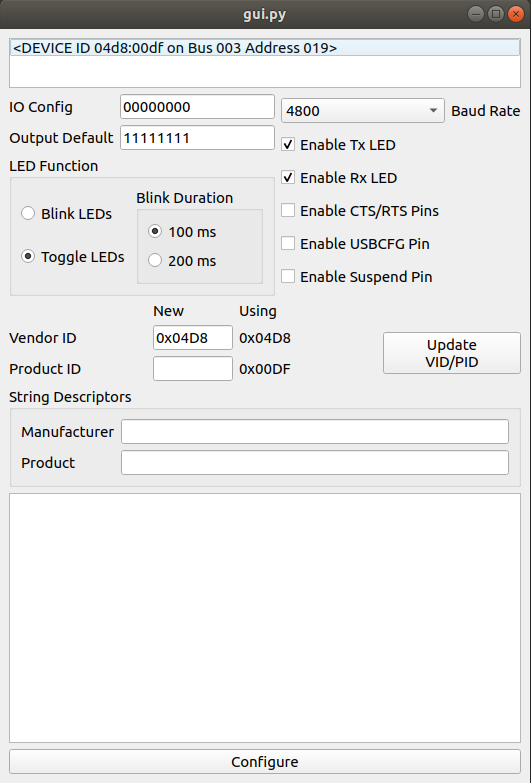 gui.py
<DEVICE ID 04d8:00df on Bus 003 Address 019>
IO Config 00000000
4800 Baud Rate
Output Default 11111111
Enable Tx LED
LED Function
Enable Rx LED
Blink LEDs
Toggle LEDs
Blink Duration
100 ms
200 ms
Enable CTS/RTS Pins
Enable USBCFG Pin
Enable Suspend Pin
New Using
Vendor ID 0x04D8 0x04D8
Product ID 0x00DF
Update
VID/PID
String Descriptors
Manufacturer
Product
Configure